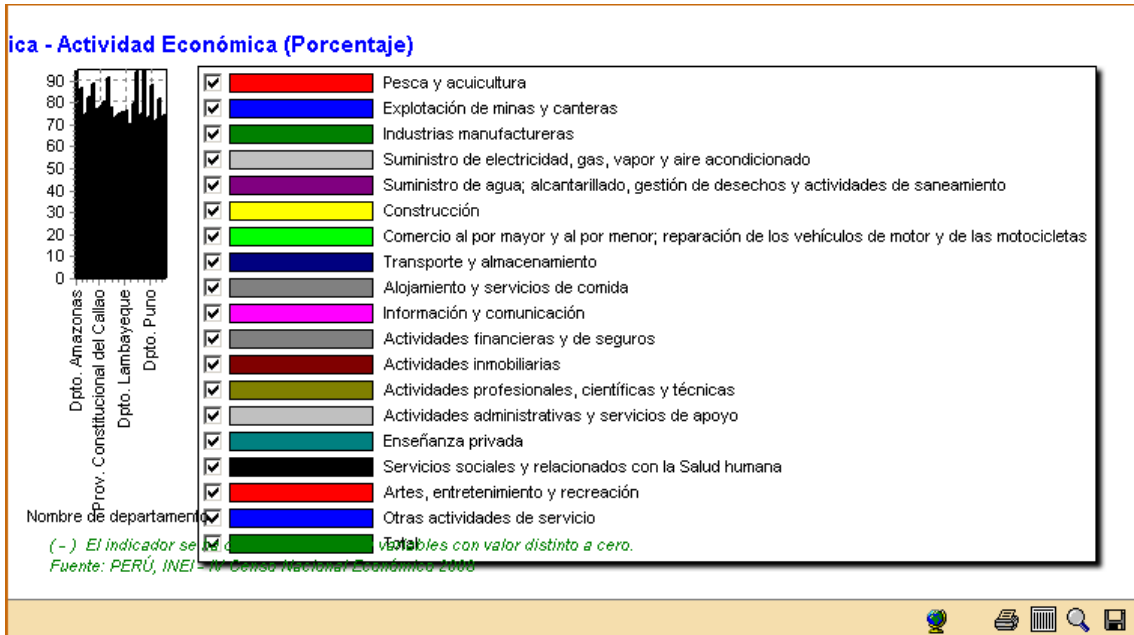 ica - Actividad Económica (Porcentaje)
90
80
70
60
50
40
30
20
10
0
Dpto. Amazonas
Prov. Constitucional del Callao
Dpto. Lambayeque
Dpto. Puno
Nombre de departamento
Pesca y acuicultura
Explotación de minas y canteras
Industrias manufactureras
Suministro de electricidad, gas, vapor y aire acondicionado
Suministro de agua; alcantarillado, gestión de desechos y actividades de saneamiento
Construcción
Comercio al por mayor y al por menor; reparación de los vehículos de motor y de las motocicletas
Transporte y almacenamiento
Alojamiento y servicios de comida
Información y comunicación
Actividades financieras y de seguros
Actividades inmobiliarias
Actividades profesionales, científicas y técnicas
Actividades administrativas y servicios de apoyo
Enseñanza privada
Servicios sociales y relacionados con la Salud humana
Artes, entretenimiento y recreación
Otras actividades de servicio
Total
(-) El indicador se variables con valor distinto a cero.
Fuente: PERÚ, INEI - IV Censo Nacional Económico 2008